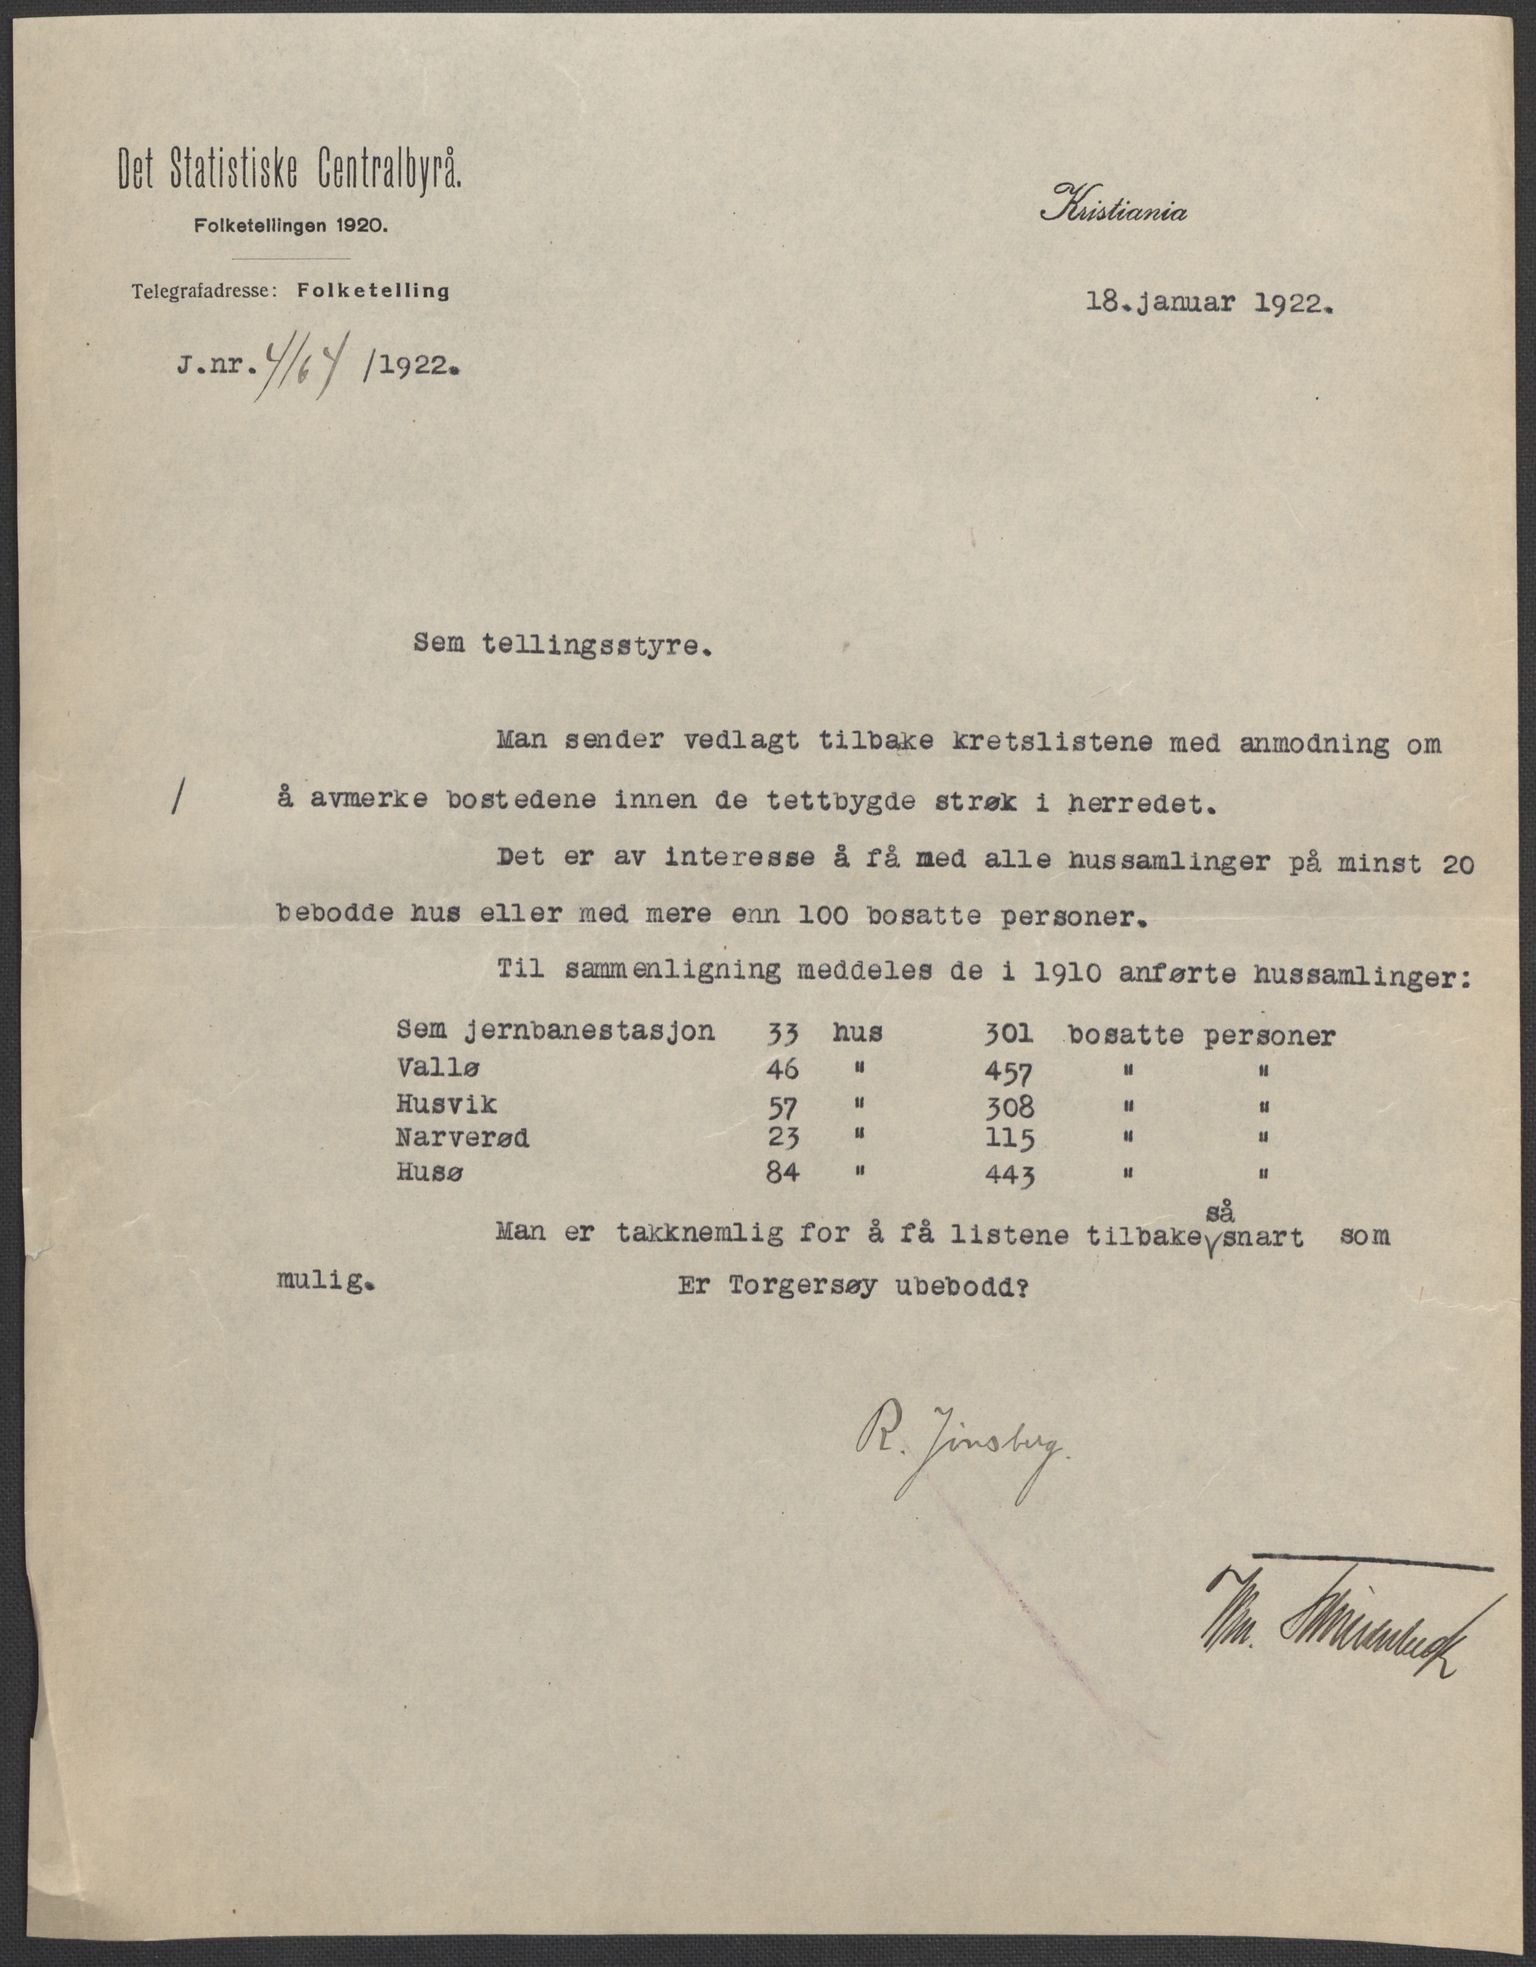 Det Statistiske Centralbyrå.
Folketellingen 1920.
Telegrafadresse: Folketelling
Kristiania
18.januar 1922.
J.nr. 4164 /1922.
Sem tellingsstyre.
Man sender vedlagt tilbake kretslistene med anmodning om
/ å avmerke bostedene innen de tettbygde strøk i herredet.
Det er av interesse å få med alle hussamlinger på minst 20
bebodde hus eller med mere enn 100 bosatte personer.
Til sammenligning meddeles de i 1910 anførte hussamlinger:
Sem jernbanestasjon 33 hus 301 bosatte personer
Vallø 46 " 457 " "
Husvik 57 " 308 " "
Narverød 23 " 115 " "
Husø 84 " 443 " "
så
Man er takknemlig for å få listene tilbake snart som
mulig. Er Torgersøy ubebodd?
R.